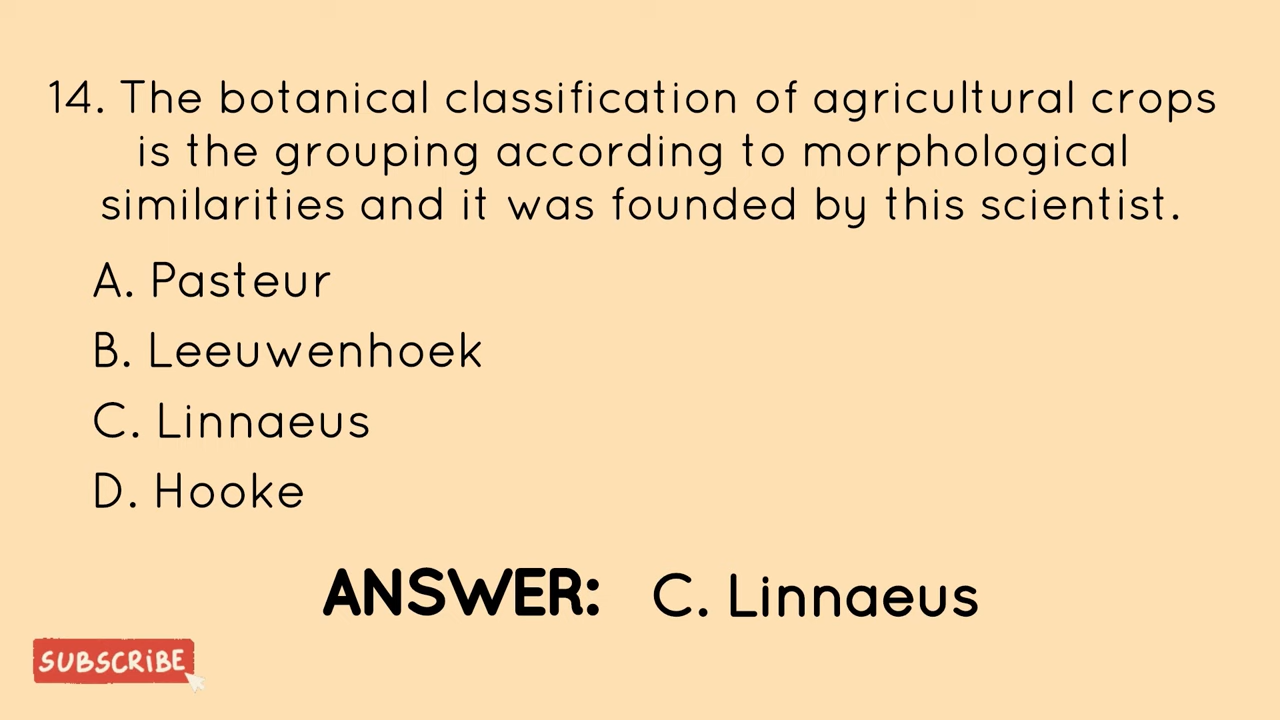 14. The botanical classification of agricultural crops
is the grouping according to morphological
similarities and it was founded by this scientist.
A. Pasteur
B. Leeuwenhoek
C. Linnaeus
D. Hooke
ANSWER: C. Linnaeus
SUBSCRiBE